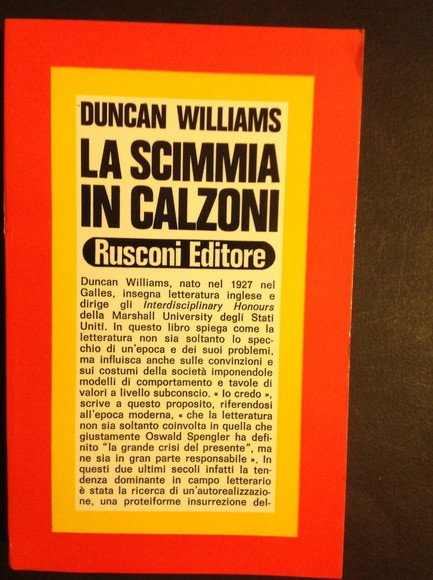 DUNCAN WILLIAMS
LA SCIMMIA
IN CALZONI
Rusconi Editore
Duncan Williams, nato nel 1927 nel
Galles, insegna letteratura inglese e
dirige gli Interdisciplinary Honours
della Marshall University degli Stati
Uniti. In questo libro spiega come la
letteratura non sia soltanto lo spec-
chio di un'epoca e dei suoi problemi,
ma influisca anche sulle convinzioni e
sui costumi della società imponendole
modelli di comportamento e tavole di
valori a livello subconscio. « Io credo »,
scrive a questo proposito, riferendosi
all'epoca moderna, « che la letteratura
non sia soltanto coinvolta in quella che
giustamente Oswald Spengler ha defi-
nito "la grande crisi del presente", ma
ne sia in gran parte responsabile ». In
questi due ultimi secoli infatti la ten-
denza dominante in campo letterario
è stata la ricerca di un'autorealizzazio-
ne, una proteiforme insurrezione del-